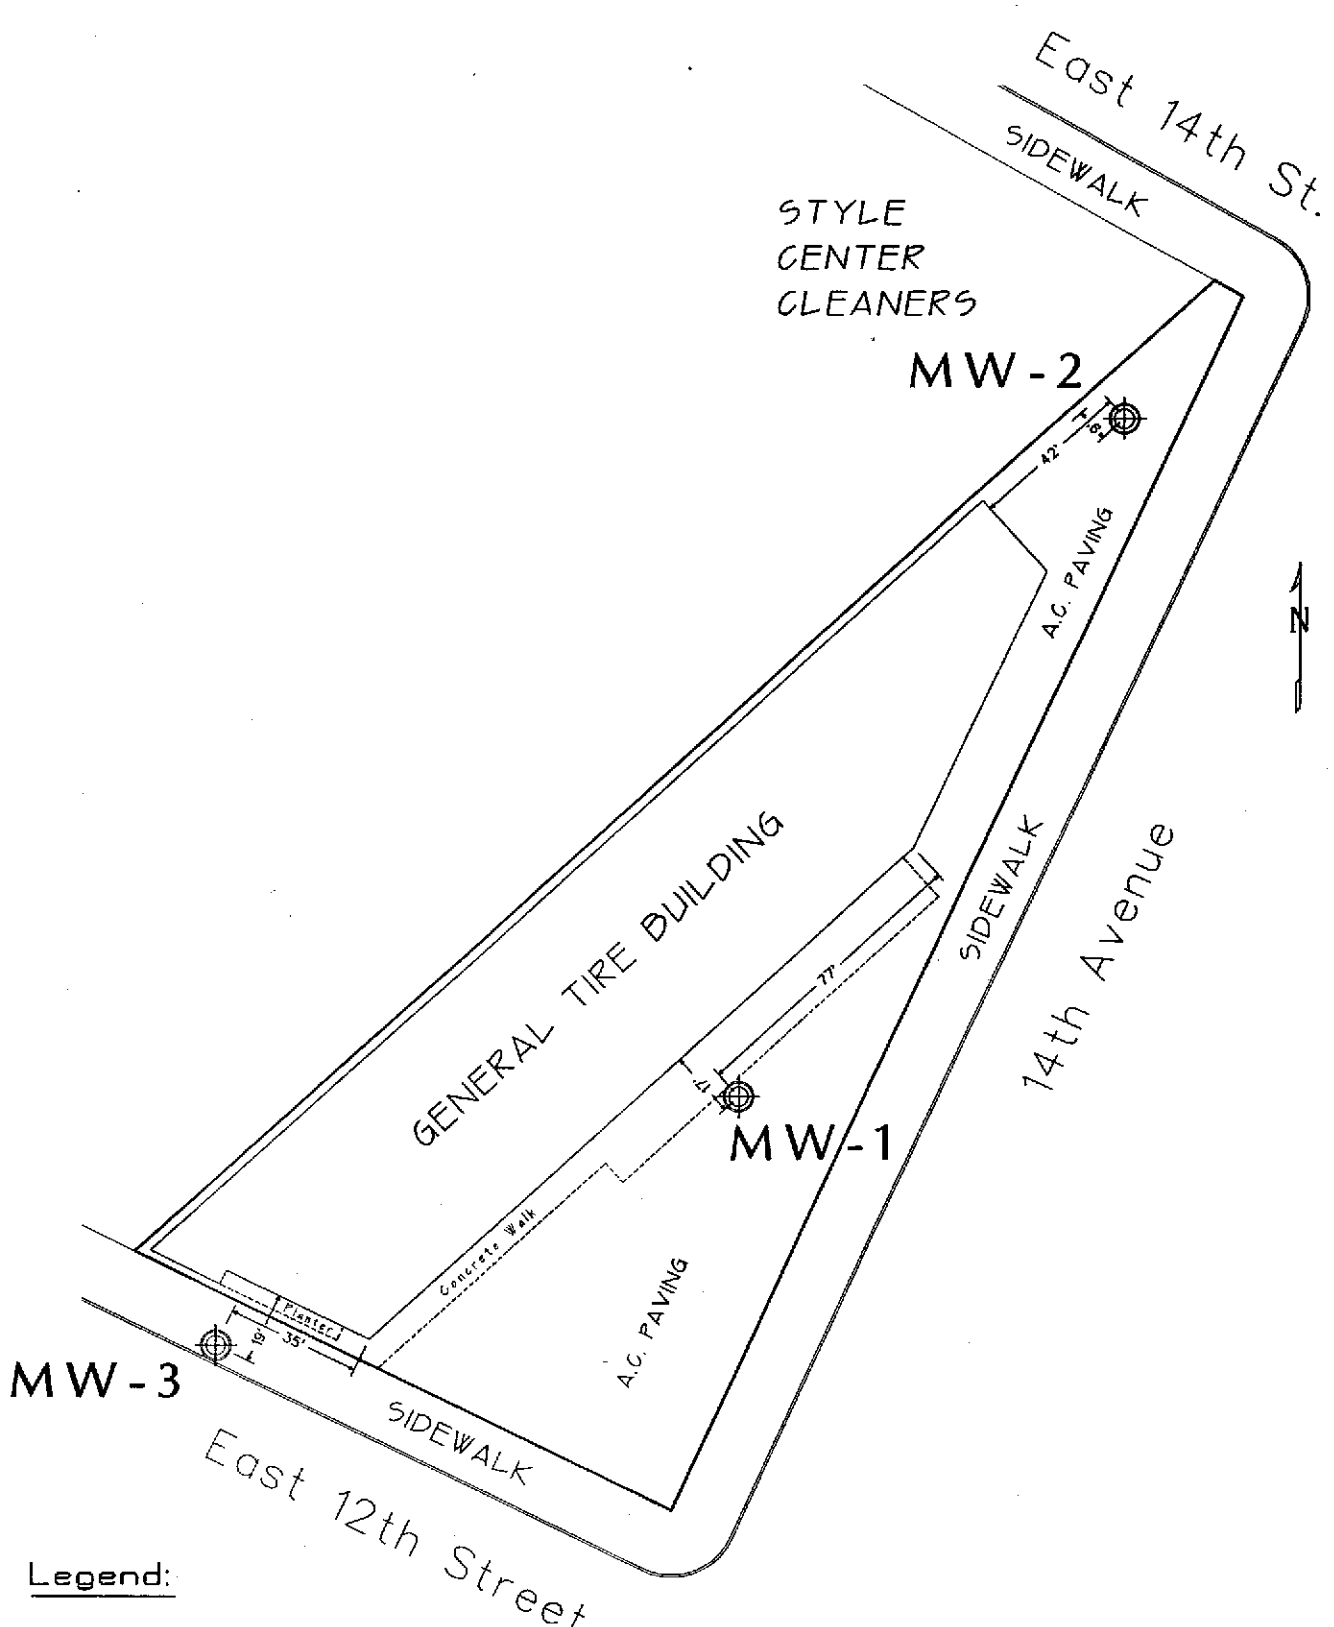 East 14th St.
SIDEWALK
STYLE
CENTER
CLEANERS
MW-2
42'
A.C. PAVING
N
GENERAL TIRE BUILDING
SIDEWALK
77'
14th Avenue
17'
MW-1
Concrete Walk
A.C. PAVING
Planter
19'
35'
MW-3
SIDEWALK
East 12th Street
Legend: